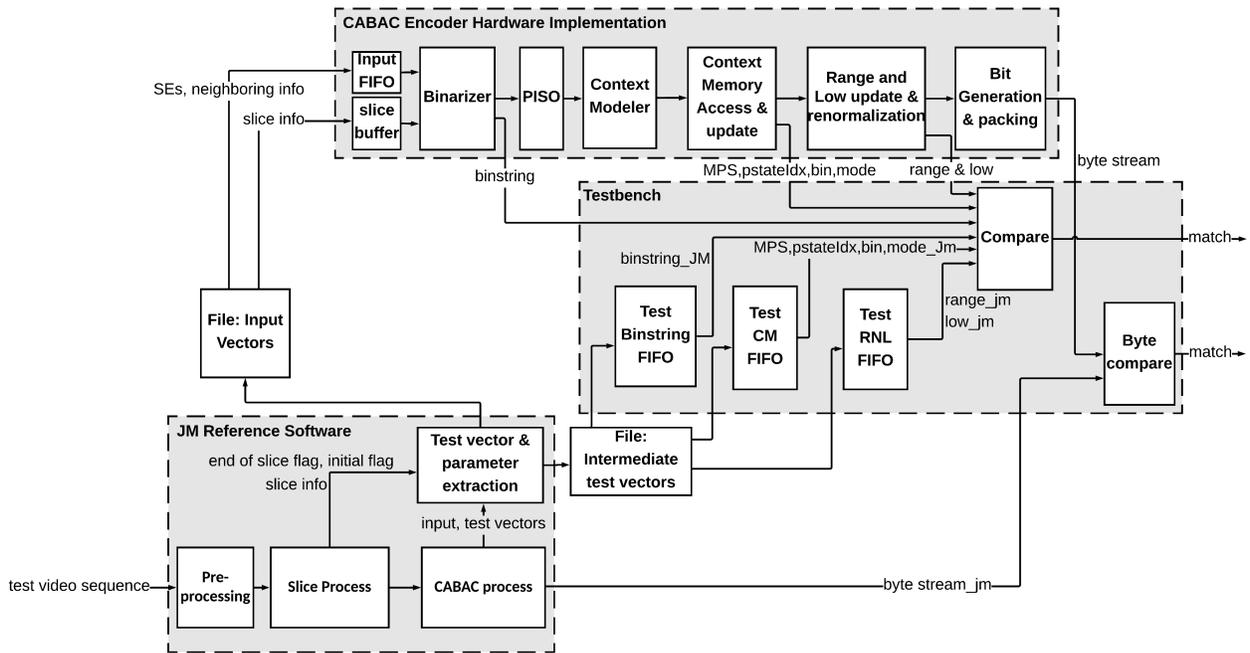 CABAC Encoder Hardware Implementation
Input
FIFO
slice
buffer
Binarizer
PISO
Context
Modeler
Context
Memory
Access &
update
Range and
Low update &
renormalization
Bit
Generation
& packing
SEs, neighboring info
slice info
binstring
MPS,pstateIdx,bin,mode
range & low
byte stream
Testbench
Compare
match
binstring_JM
MPS,pstateIdx,bin,mode_Jm
range_jm
low_jm
Test
Binstring
FIFO
Test
CM
FIFO
Test
RNL
FIFO
Byte
compare
match
File: Input
Vectors
JM Reference Software
end of slice flag, initial flag
slice info
Test vector &
parameter
extraction
File:
Intermediate
test vectors
input, test vectors
test video sequence
Pre-
processing
Slice Process
CABAC process
byte stream_jm